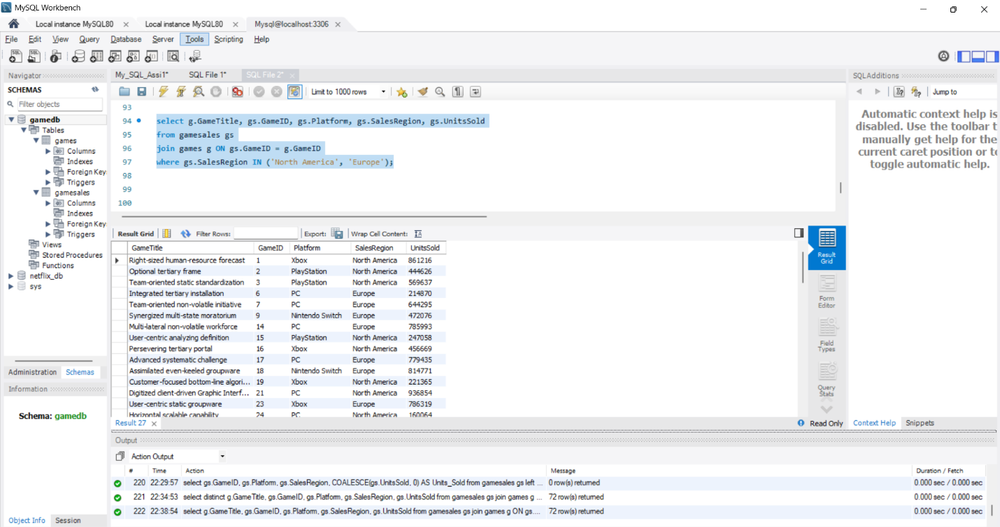 MySQL Workbench
Local instance MySQL80 Local instance MySQL80 Mysql@localhost:3306
File Edit View Query Database Server Tools Scripting Help
Navigator
SCHEMAS
Filter objects
gamedb
Tables
games
Columns
Indexes
Foreign Key
Triggers
gamesales
Columns
Indexes
Foreign Key
Triggers
Views
Stored Procedures
Functions
netflix_db
sys
Administration Schemas
Information
Schema: gamedb
Object Info Session
My_SQL_Assi1* SQL File 1* SQL File 2*
Limit to 1000 rows
93
94 select g.GameTitle, gs.GameID, gs.Platform, gs.SalesRegion, gs.UnitsSold
95 from gamesales gs
96 join games g ON gs.GameID = g.GameID
97 where gs.SalesRegion IN ('North America', 'Europe');
98
99
100
Result Grid Filter Rows: Export: Wrap Cell Content:
GameTitle GameID Platform SalesRegion UnitsSold
Right-sized human-resource forecast 1 Xbox North America 861216
Optional tertiary frame 2 PlayStation North America 444626
Team-oriented static standardization 3 PlayStation North America 569637
Integrated tertiary installation 6 PC Europe 214870
Team-oriented non-volatile initiative 7 PC Europe 644295
Synergized multi-state moratorium 9 Nintendo Switch Europe 472076
Multi-lateral non-volatile workforce 14 PC Europe 785993
User-centric analyzing definition 15 PlayStation North America 247058
Persevering tertiary portal 16 Xbox North America 456669
Advanced systematic challenge 17 PC Europe 779435
Assimilated even-keeled groupware 18 Nintendo Switch Europe 814771
Customer-focused bottom-line algori... 19 Xbox North America 221365
Digitized client-driven Graphic Interf... 21 PC North America 936854
User-centric static groupware 23 Xbox Europe 786319
Horizontal scalable capability 24 PC North America 160064
Result Grid
Form Editor
Field Types
Query Stats
Result 27 Read Only
SQLAdditions
Jump to
Automatic context help is
disabled. Use the toolbar t
manually get help for the
current caret position or to
toggle automatic help.
Context Help Snippets
Output
Action Output
# Time Action Message Duration / Fetch
220 22:29:57 select gs.GameID, gs.Platform, gs.SalesRegion, COALESCE(gs.UnitsSold, 0) AS Units_Sold from gamesales gs left ... 0 row(s) returned 0.000 sec / 0.000 sec
221 22:34:53 select distinct g.GameTitle, gs.GameID, gs.Platform, gs.SalesRegion, gs.UnitsSold from gamesales gs join games g ... 72 row(s) returned 0.000 sec / 0.000 sec
222 22:38:54 select g.GameTitle, gs.GameID, gs.Platform, gs.SalesRegion, gs.UnitsSold from gamesales gs join games g ON gs.... 72 row(s) returned 0.000 sec / 0.000 sec